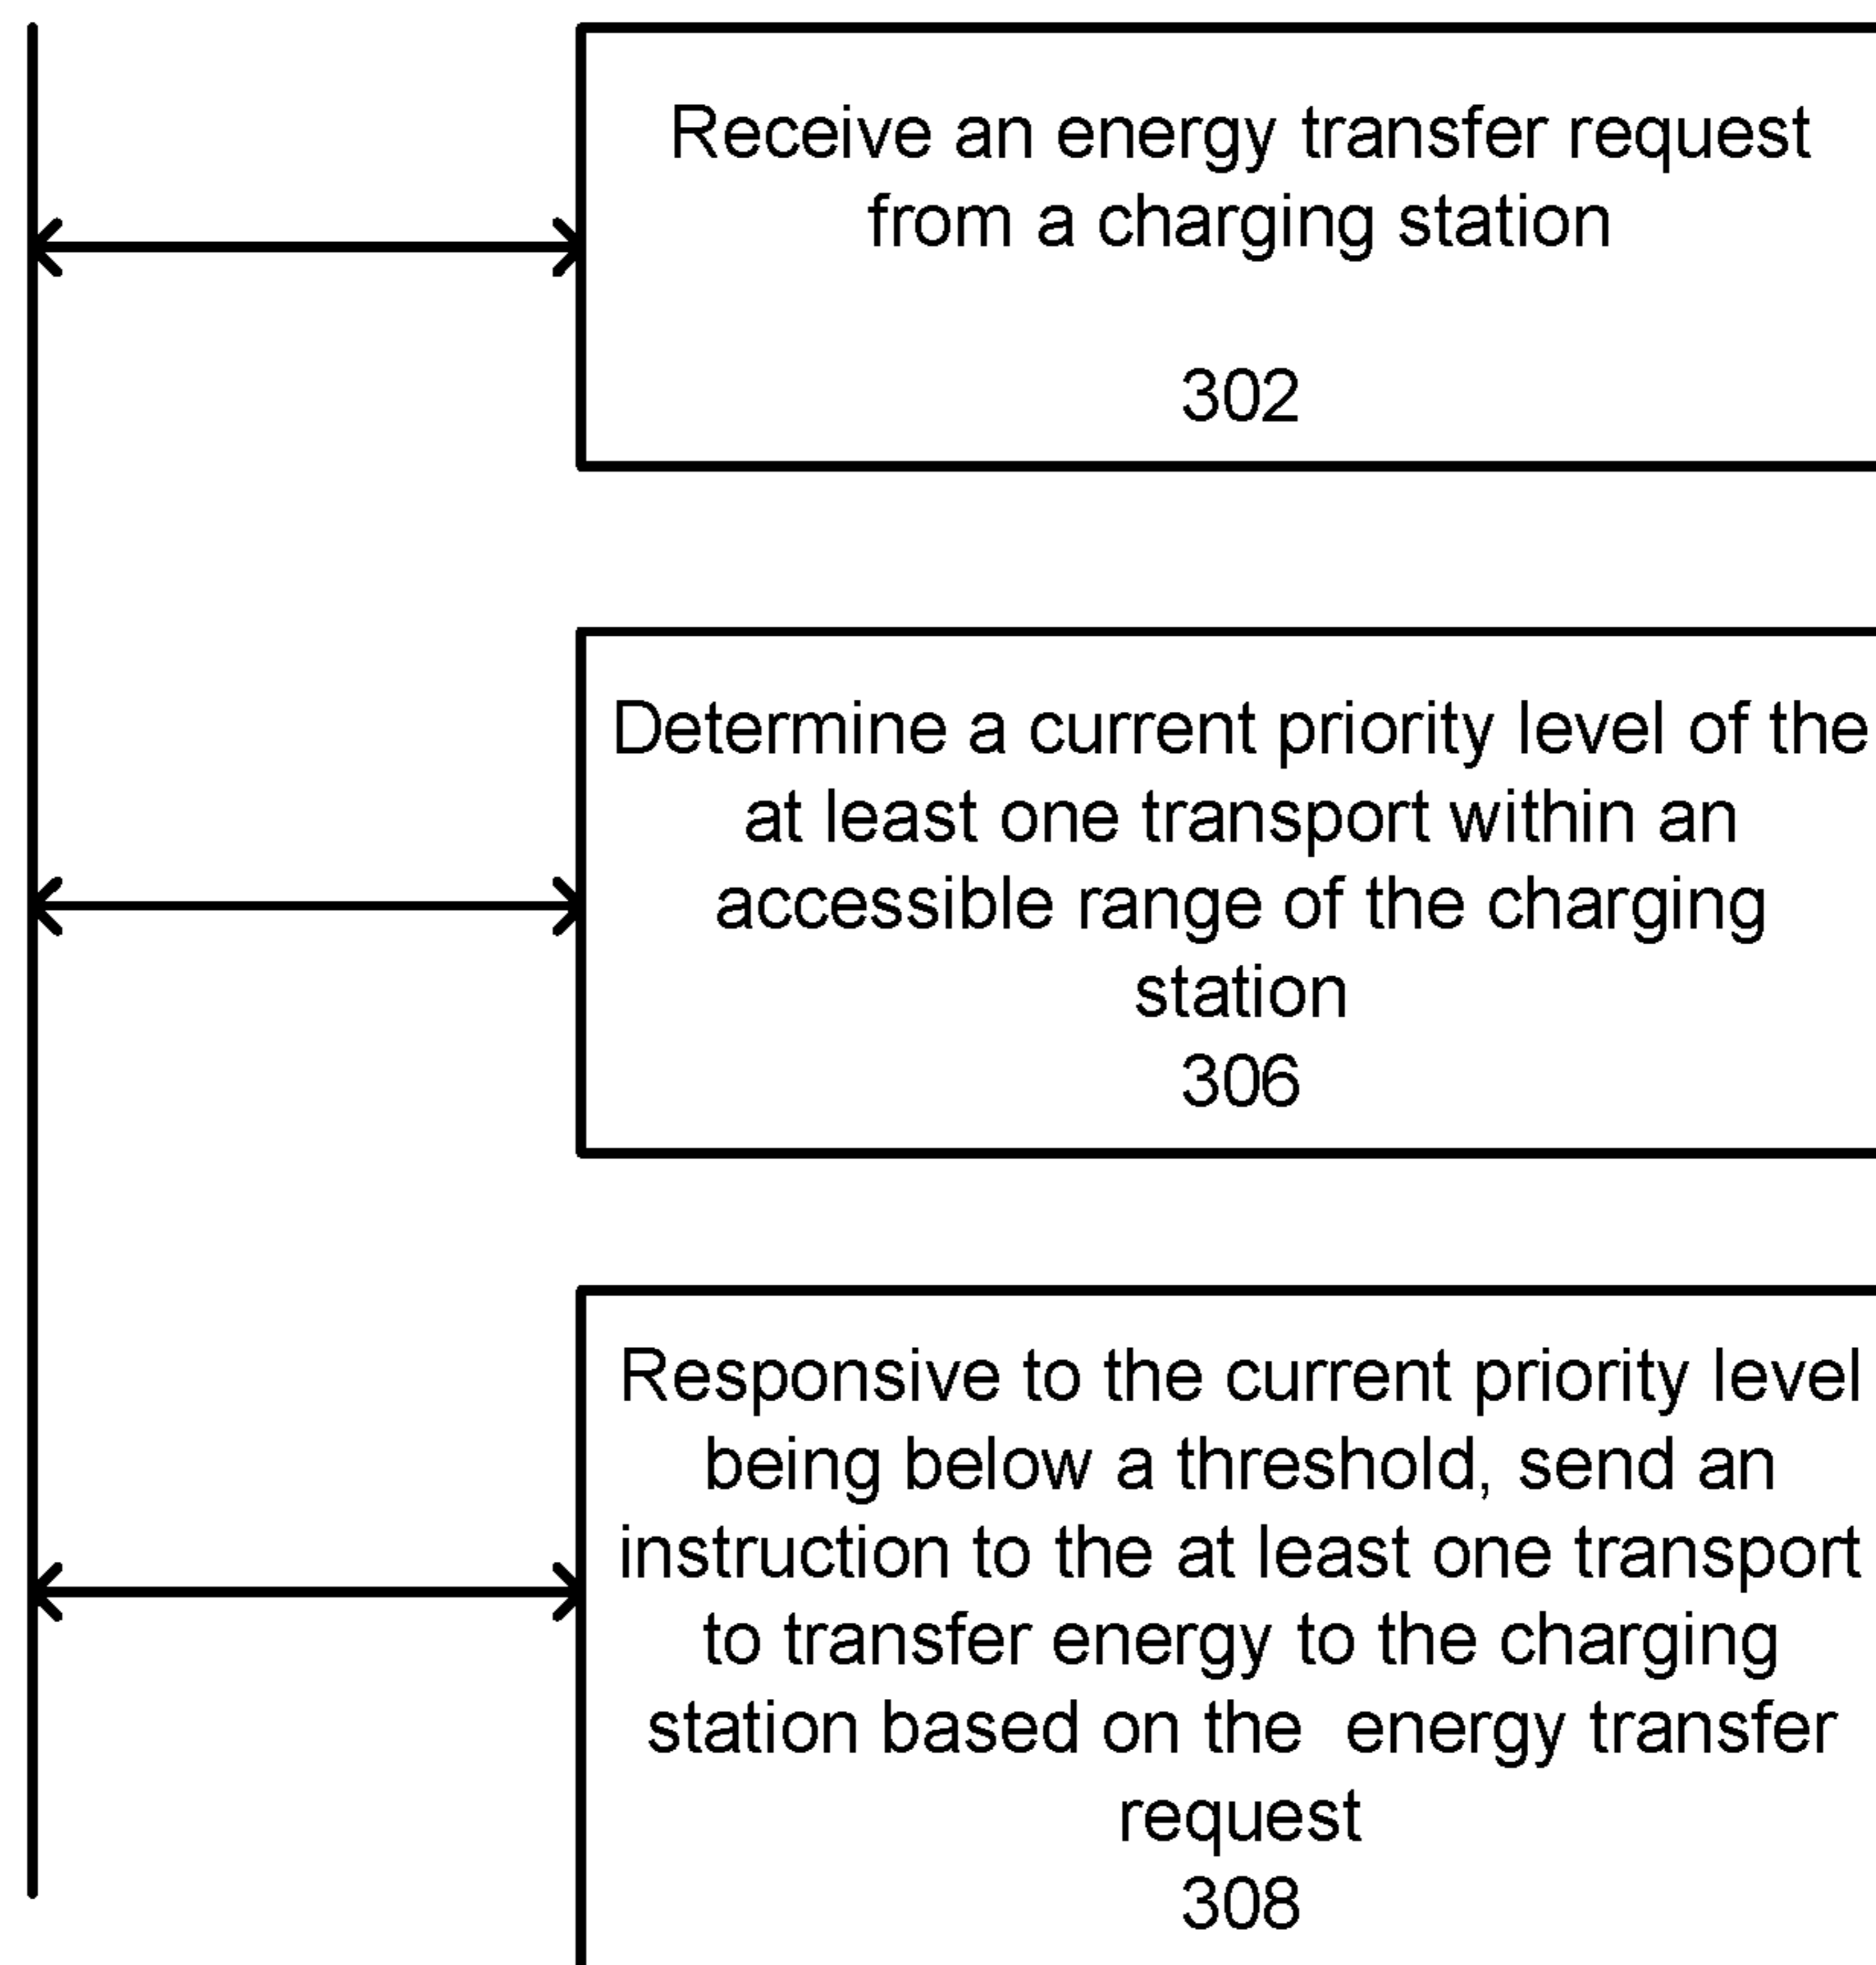 Receive an energy transfer request
from a charging station
302
Determine a current priority level of the
at least one transport within an
accessible range of the charging
station
306
Responsive to the current priority level
being below a threshold, send an
instruction to the at least one transport
to transfer energy to the charging
station based on the  energy transfer
request
308